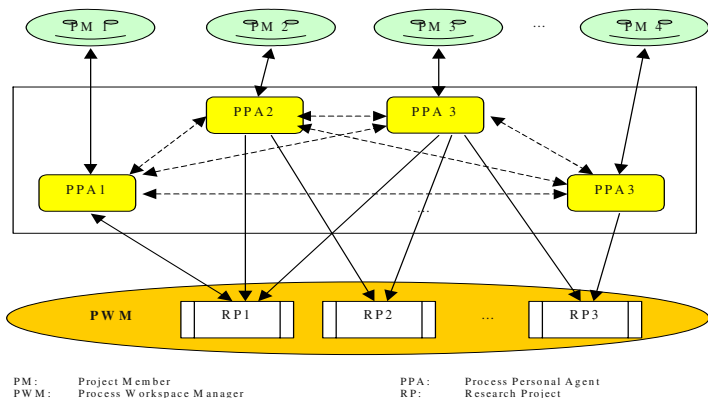 PM 1 PM 2 PM 3 ... PM 4
PPA2 PPA 3
PPA1 PPA3
...
PWM RP1 RP2 ... RP3
PM: Project Member PPA: Process Personal Agent
PWM: Process Workspace Manager RP: Research Project